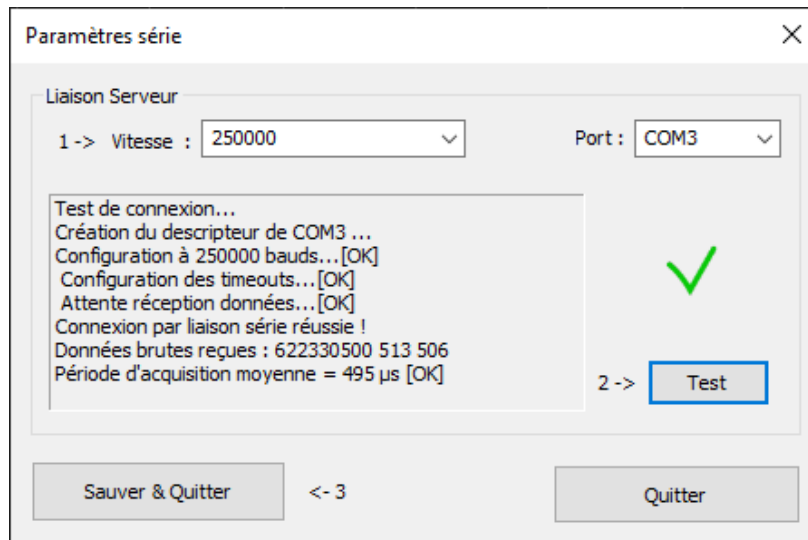 Paramètres série
Liaison Serveur
1 -> Vitesse : 250000 Port : COM3
Test de connexion...
Création du descripteur de COM3 ...
Configuration à 250000 bauds...[OK]
Configuration des timeouts...[OK]
Attente réception données...[OK]
Connexion par liaison série réussie !
Données brutes reçues : 622330500 513 506
Période d'acquisition moyenne = 495 µs [OK]
2 -> Test
Sauver & Quitter <- 3 Quitter